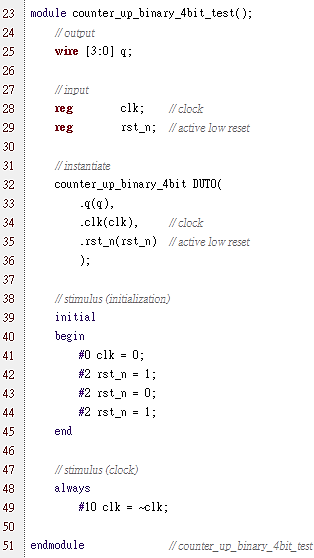 23 module counter_up_binary_4bit_test();
24 // output
25 wire [3:0] q;
26
27 // input
28 reg clk; // clock
29 reg rst_n; // active low reset
30
31 // instantiate
32 counter_up_binary_4bit DUT0(
33 .q(q),
34 .clk(clk), // clock
35 .rst_n(rst_n) // active low reset
36 );
37
38 // stimulus (initialization)
39 initial
40 begin
41 #0 clk = 0;
42 #2 rst_n = 1;
43 #2 rst_n = 0;
44 #2 rst_n = 1;
45 end
46
47 // stimulus (clock)
48 always
49 #10 clk = ~clk;
50
51 endmodule // counter_up_binary_4bit_test